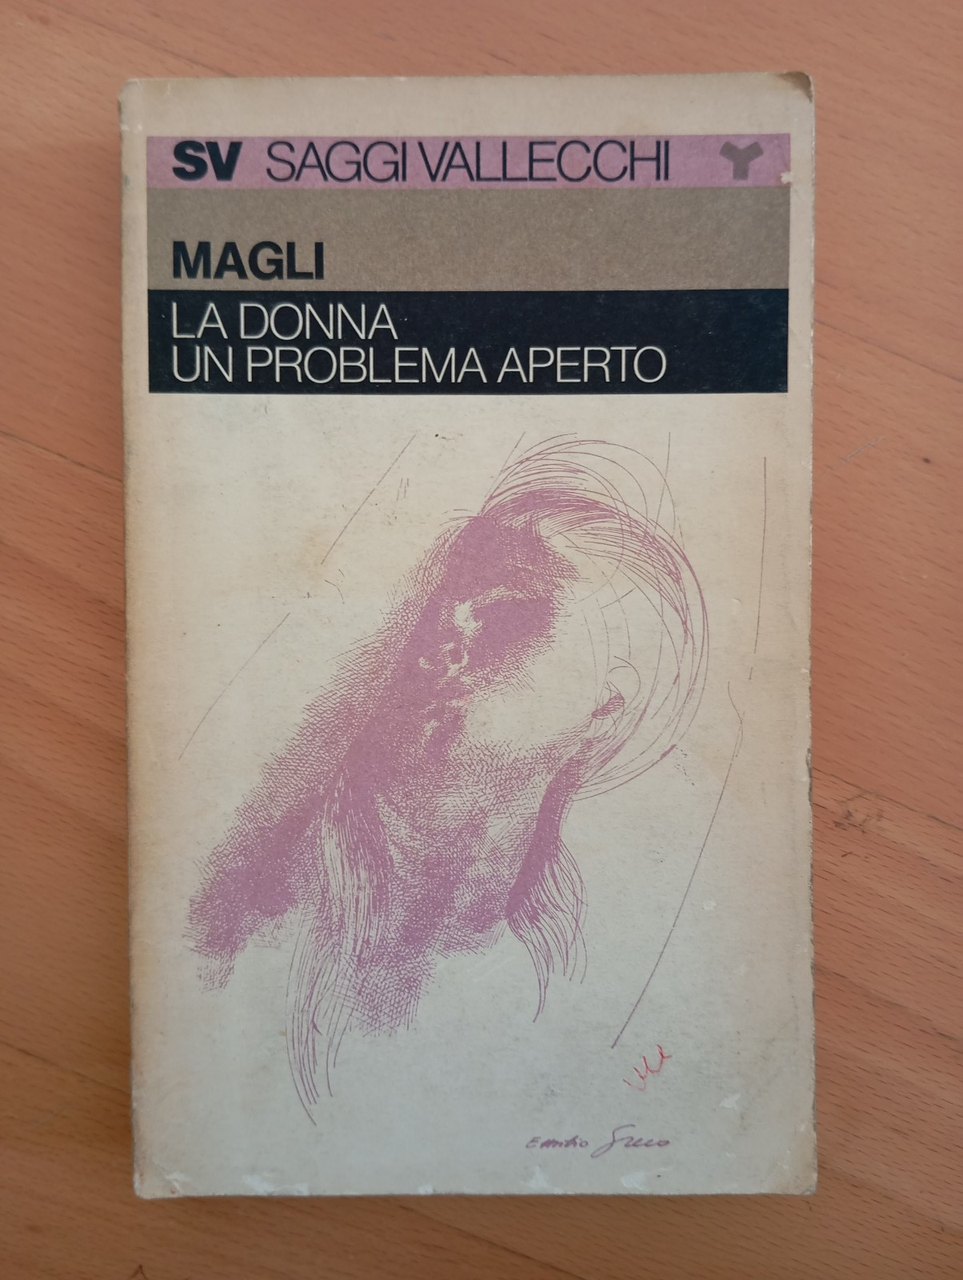 SV SAGGI VALLECCHI
MAGLI
LA DONNA
UN PROBLEMA APERTO
Emilio Greco